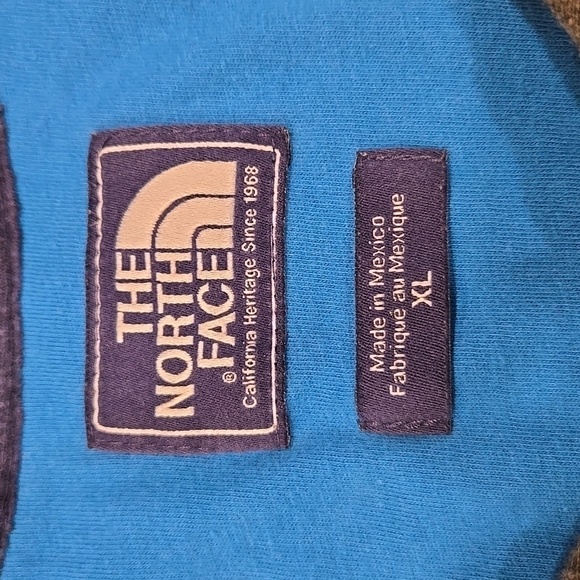 THE
NORTH
FACE
®
California Heritage Since 1968
Made in Mexico
Fabriqué au Mexique
XL